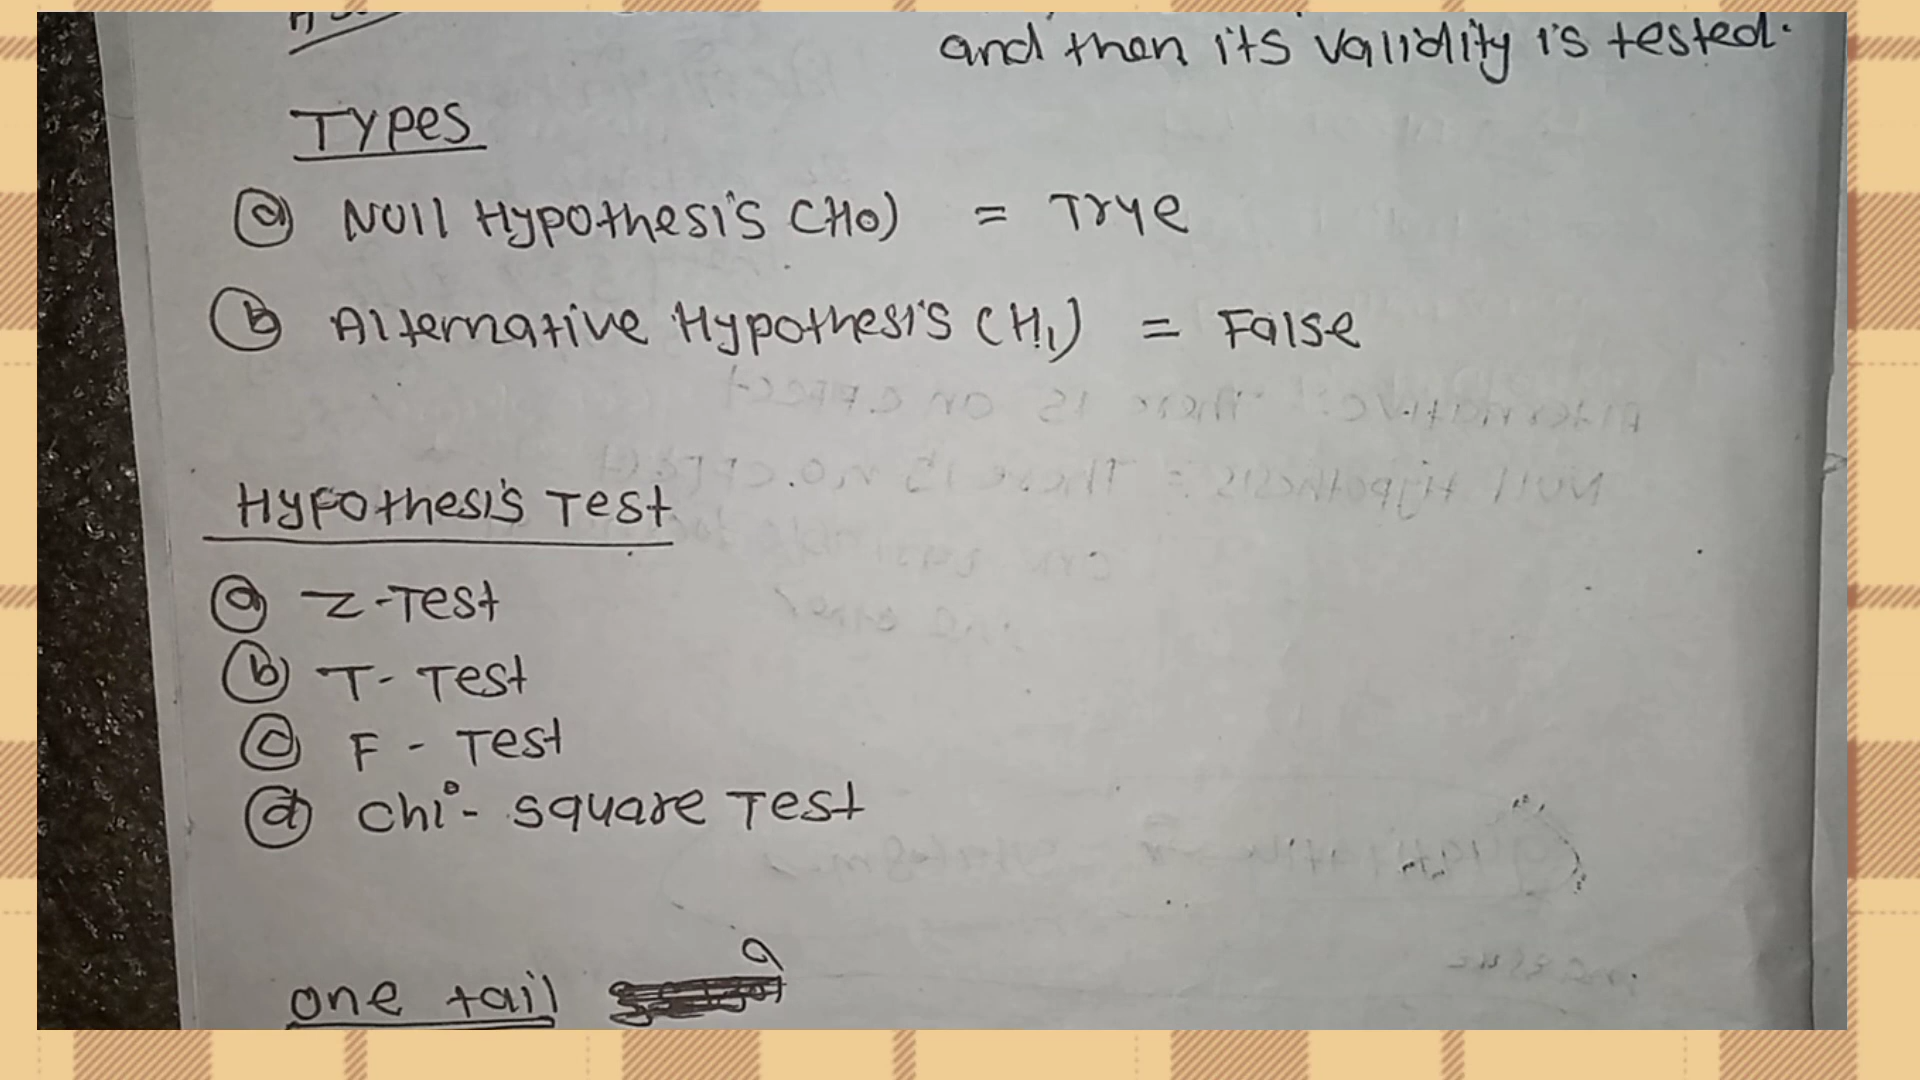 and then its validity is tested.
Types
(a) Null Hypothesis (H0) = Trye
(b) Alternative Hypothesis (H1) = False
Hypothesis Test
(a) Z-Test
(b) T-Test
(c) F-Test
(d) Chi-square Test
one tail